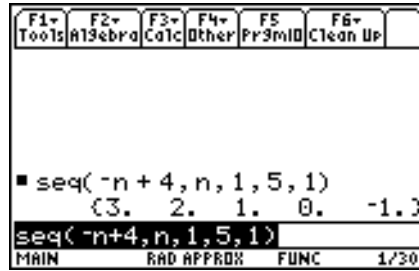 F1▾ F2▾ F3▾ F4▾ F5 F6▾
Tools Algebra Calc Other PrgmIO Clean Up
▪ seq(⁻n + 4, n, 1, 5, 1)
{3. 2. 1. 0. ⁻1.}
seq(⁻n+4,n,1,5,1)
MAIN RAD APPROX FUNC 1/30